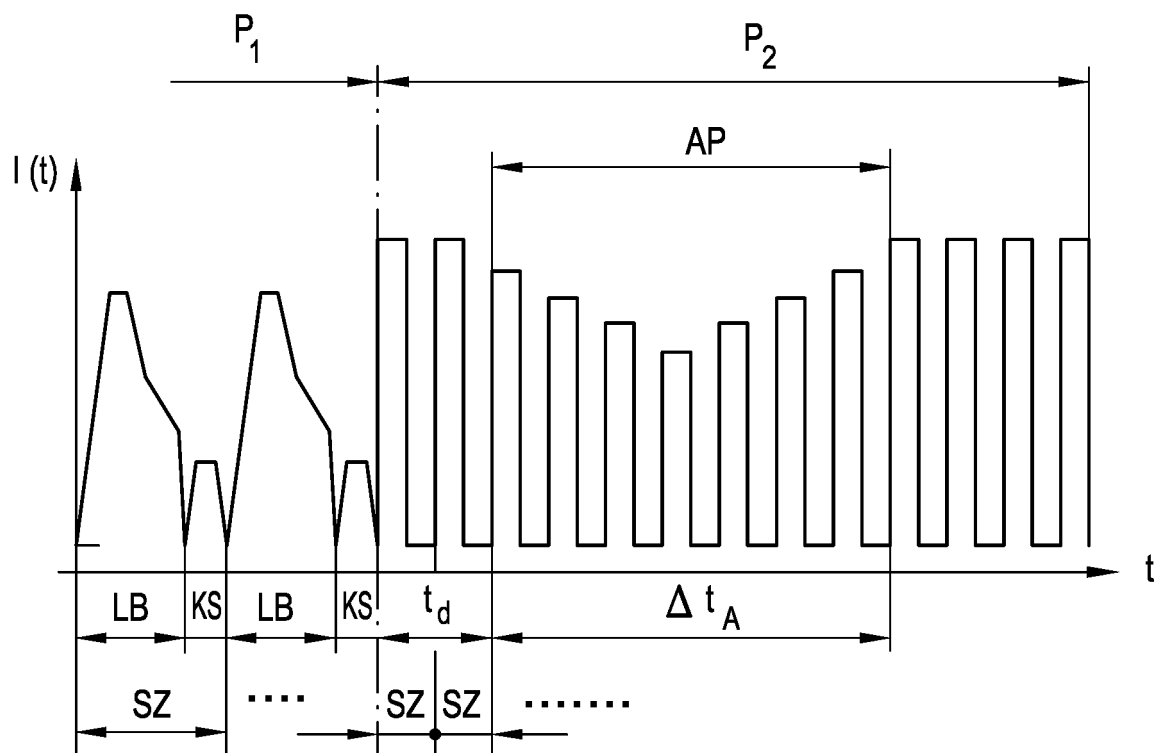 P1 P2
AP
I (t)
t
LB KS LB KS td Δ tA
SZ .... SZ SZ .......